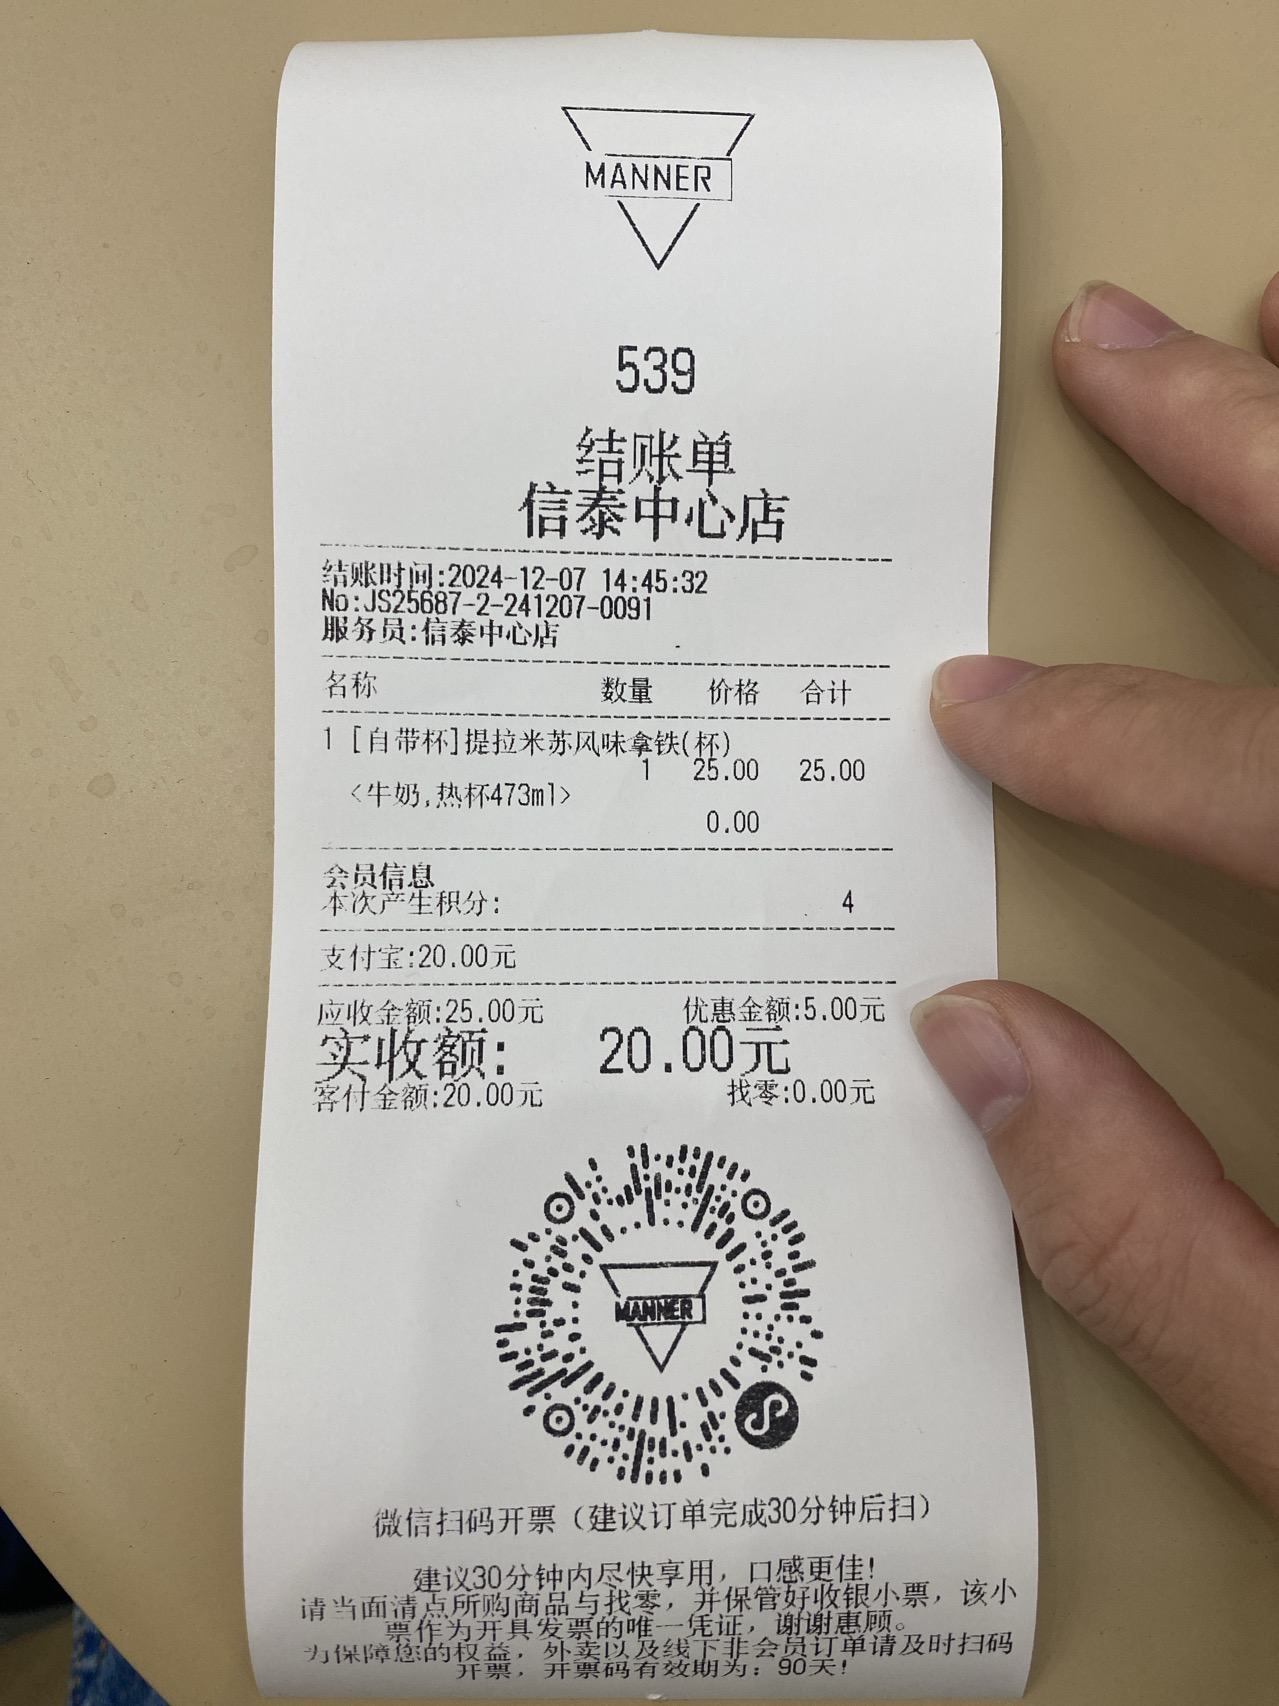 MANNER
539
结账单
信泰中心店
结账时间:2024-12-07 14:45:32
No:JS25687-2-241207-0091
服务员:信泰中心店
名称 数量 价格 合计
1 [自带杯]提拉米苏风味拿铁(杯)
1 25.00 25.00
<牛奶,热杯473ml>
0.00
会员信息
本次产生积分: 4
支付宝:20.00元
应收金额:25.00元 优惠金额:5.00元
实收额: 20.00元
客付金额:20.00元 找零:0.00元
MANNER
微信扫码开票（建议订单完成30分钟后扫）
建议30分钟内尽快享用，口感更佳!
请当面清点所购商品与找零，并保管好收银小票，该小
票作为开具发票的唯一凭证，谢谢惠顾。
为保障您的权益，外卖以及线下非会员订单请及时扫码
开票，开票码有效期为：90天!